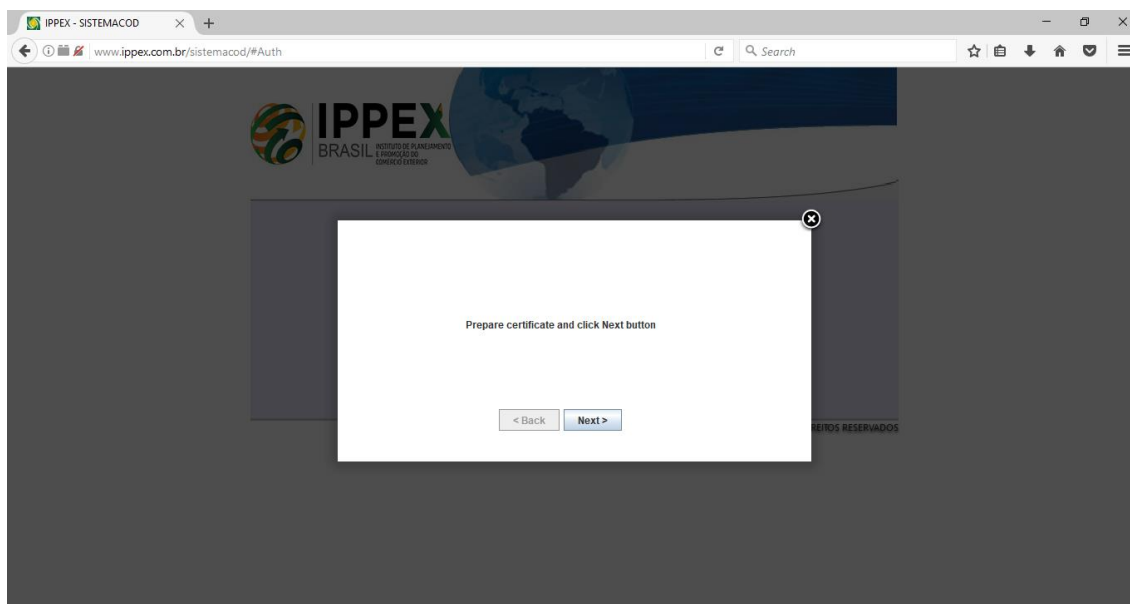 IPPEX - SISTEMACOD
www.ippex.com.br/sistemacod/#Auth
Search
IPPEX
BRASIL
INSTITUTO DE PLANEJAMENTO
E PROMOÇÃO DO
COMÉRCIO EXTERIOR
Prepare certificate and click Next button
< Back Next >
REITOS RESERVADOS